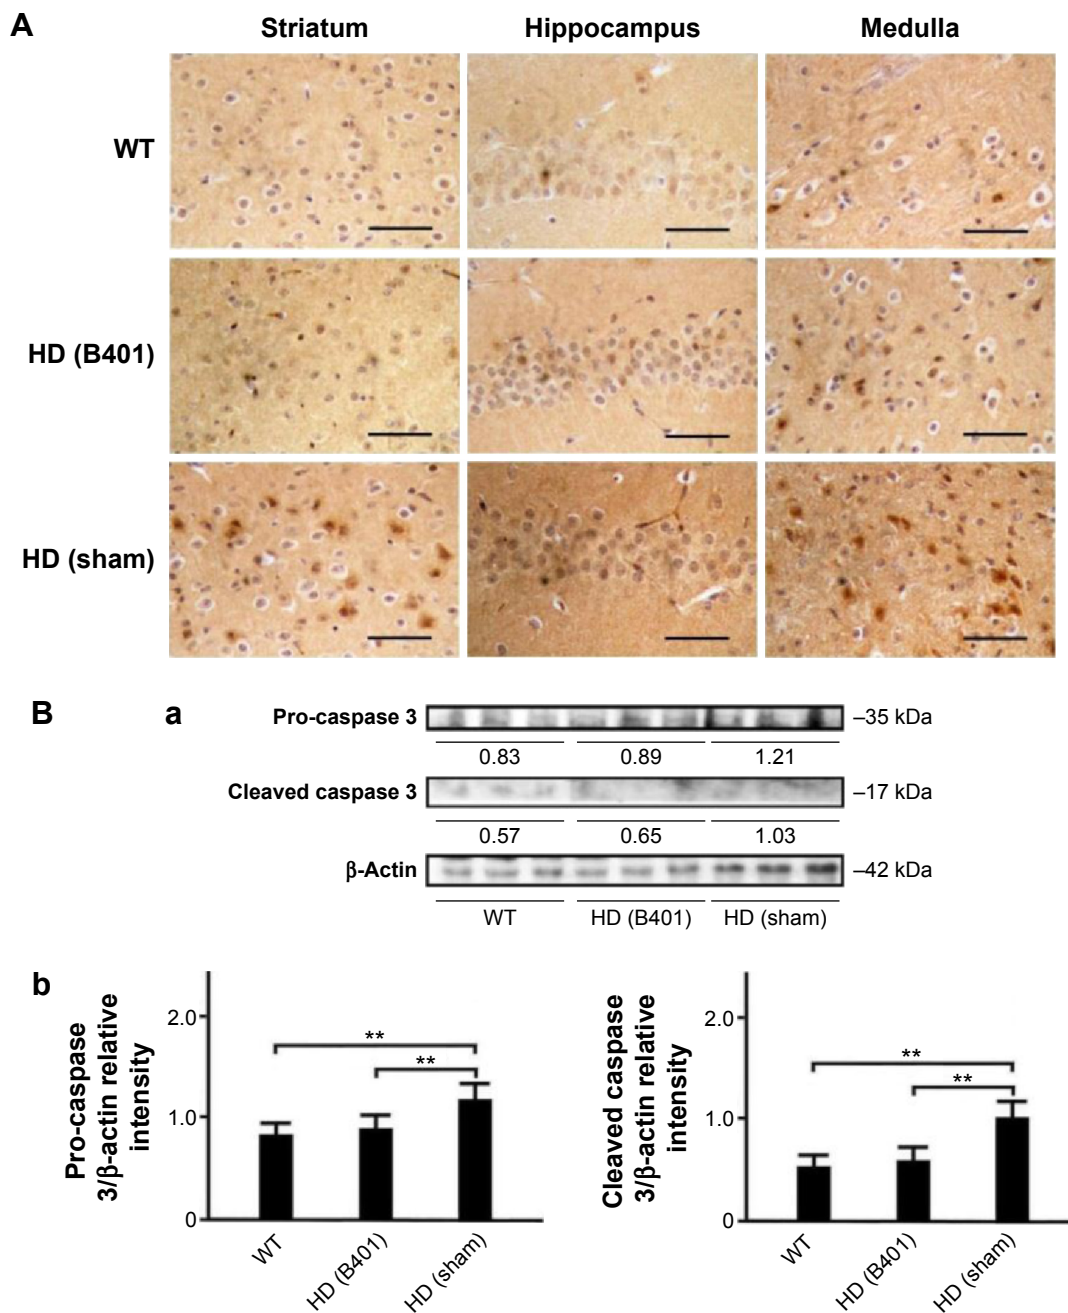 A
Striatum
Hippocampus
Medulla
WT
HD (B401)
HD (sham)
B
a
Pro-caspase 3
–35 kDa
0.83
0.89
1.21
Cleaved caspase 3
–17 kDa
0.57
0.65
1.03
β-Actin
–42 kDa
WT
HD (B401)
HD (sham)
b
Pro-caspase
3/β-actin relative
intensity
2.0
1.0
0
**
**
WT
HD (B401)
HD (sham)
Cleaved caspase
3/β-actin relative
intensity
2.0
1.0
0
**
**
WT
HD (B401)
HD (sham)